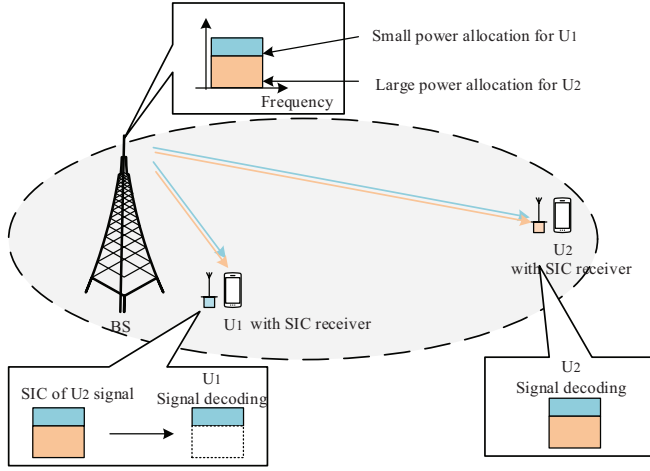 Small power allocation for U1
Large power allocation for U2
Frequency
U2
with SIC receiver
BS
U1 with SIC receiver
SIC of U2 signal
U1
Signal decoding
U2
Signal decoding